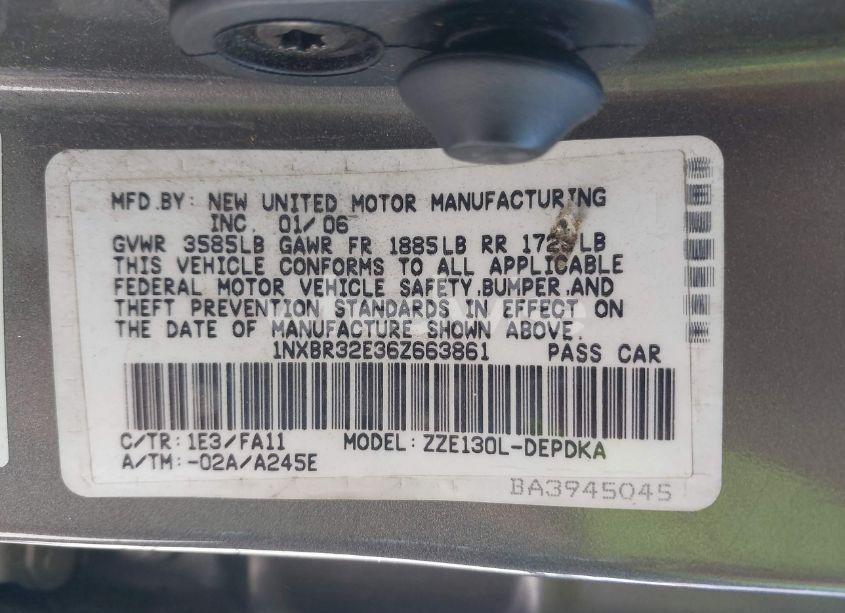 MFD.BY: NEW UNITED MOTOR MANUFACTURING
INC. 01/06
GVWR 3585LB GAWR FR 1885LB RR LB
THIS VEHICLE CONFORMS TO ALL APPLICABLE
FEDERAL MOTOR VEHICLE SAFETY,BUMPER,AND
THEFT PREVENTION STANDARDS IN EFFECT ON
THE DATE OF MANUFACTURE SHOWN ABOVE.
1NXBR32E36Z663861 PASS CAR
C/TR:1E3/FA11 MODEL: ZZE130L-DEPDKA
A/TM:-02A/A245E
BA3945045